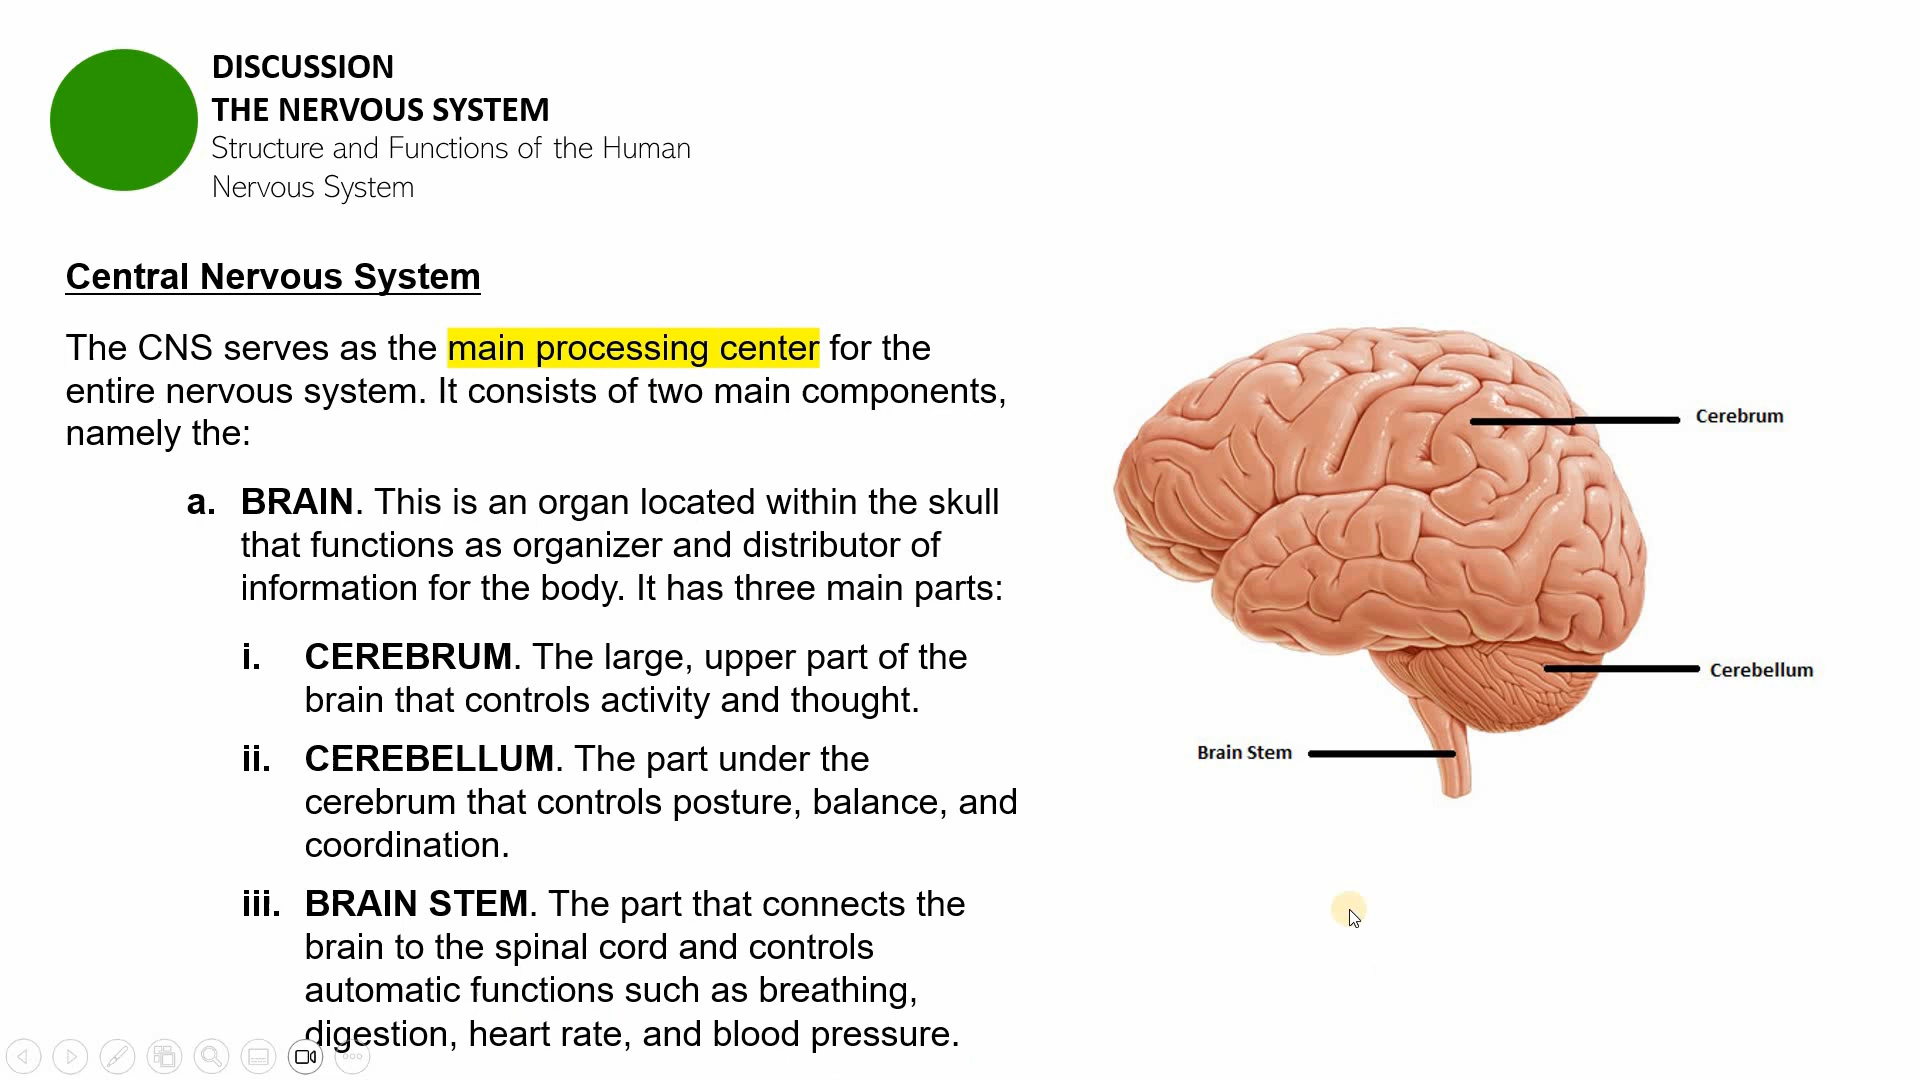 DISCUSSION
THE NERVOUS SYSTEM
Structure and Functions of the Human
Nervous System
Central Nervous System
The CNS serves as the main processing center for the
entire nervous system. It consists of two main components,
namely the:
a. BRAIN. This is an organ located within the skull
that functions as organizer and distributor of
information for the body. It has three main parts:
i. CEREBRUM. The large, upper part of the
brain that controls activity and thought.
ii. CEREBELLUM. The part under the
cerebrum that controls posture, balance, and
coordination.
iii. BRAIN STEM. The part that connects the
brain to the spinal cord and controls
automatic functions such as breathing,
digestion, heart rate, and blood pressure.
Cerebrum
Cerebellum
Brain Stem